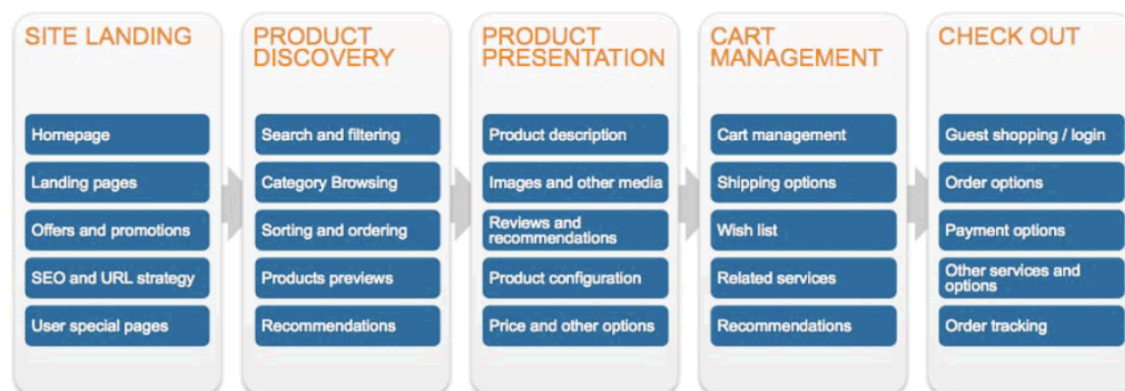 SITE LANDING
Homepage
Landing pages
Offers and promotions
SEO and URL strategy
User special pages
PRODUCT
DISCOVERY
Search and filtering
Category Browsing
Sorting and ordering
Products previews
Recommendations
PRODUCT
PRESENTATION
Product description
Images and other media
Reviews and
recommendations
Product configuration
Price and other options
CART
MANAGEMENT
Cart management
Shipping options
Wish list
Related services
Recommendations
CHECK OUT
Guest shopping / login
Order options
Payment options
Other services and
options
Order tracking